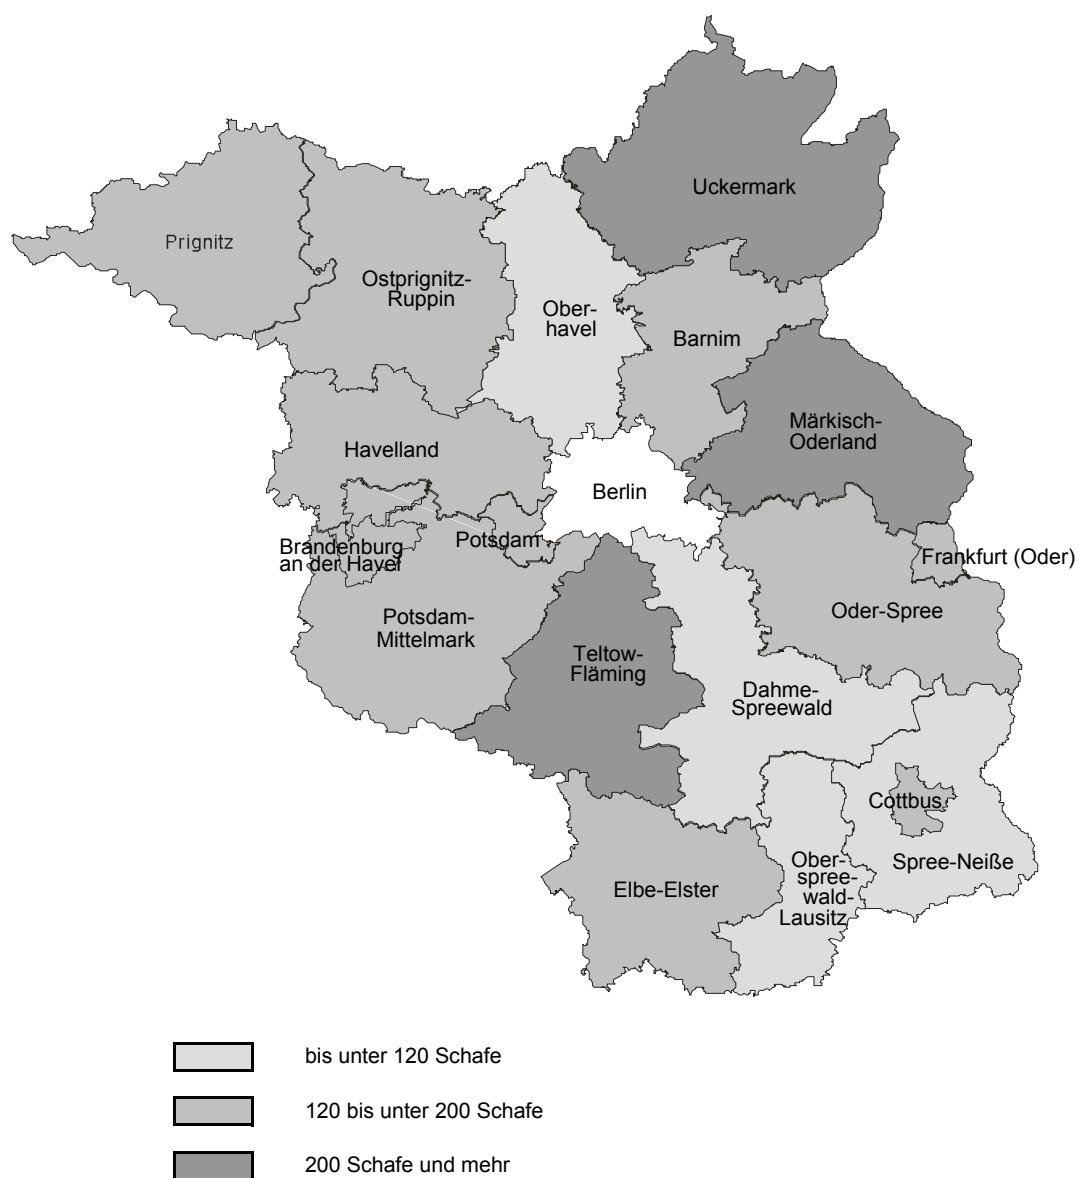 Uckermark
Prignitz
Ostprignitz-
Ruppin
Ober-
havel
Barnim
Märkisch-
Oderland
Havelland
Berlin
Brandenburg
an der Havel
Potsdam
Frankfurt (Oder)
Potsdam-
Mittelmark
Oder-Spree
Teltow-
Fläming
Dahme-
Spreewald
Cottbus
Ober-
spree-
wald-
Lausitz
Spree-Neiße
Elbe-Elster
bis unter 120 Schafe
120 bis unter 200 Schafe
200 Schafe und mehr